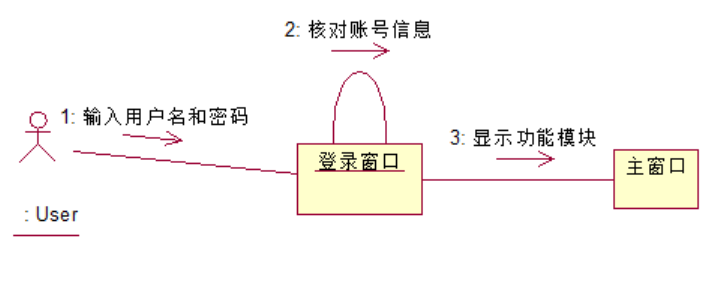 2: 核对账号信息
1: 输入用户名和密码
3: 显示功能模块
登录窗口
主窗口
: User